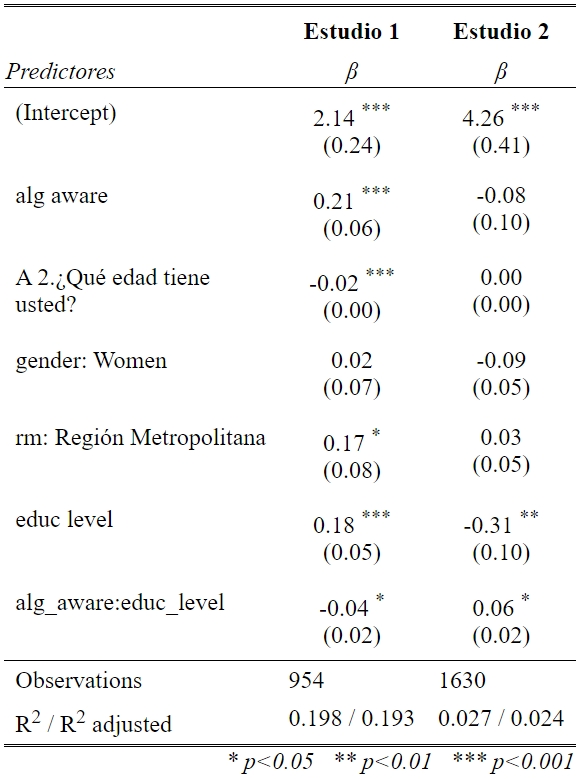 Estudio 1 Estudio 2
Predictores β β
(Intercept) 2.14 *** 4.26 ***
(0.24) (0.41)
alg aware 0.21 *** -0.08
(0.06) (0.10)
A 2.¿Qué edad tiene -0.02 *** 0.00
usted? (0.00) (0.00)
gender: Women 0.02 -0.09
(0.07) (0.05)
rm: Región Metropolitana 0.17 * 0.03
(0.08) (0.05)
educ level 0.18 *** -0.31 **
(0.05) (0.10)
alg_aware:educ_level -0.04 * 0.06 *
(0.02) (0.02)
Observations 954 1630
R2 / R2 adjusted 0.198 / 0.193 0.027 / 0.024
* p<0.05 ** p<0.01 *** p<0.001